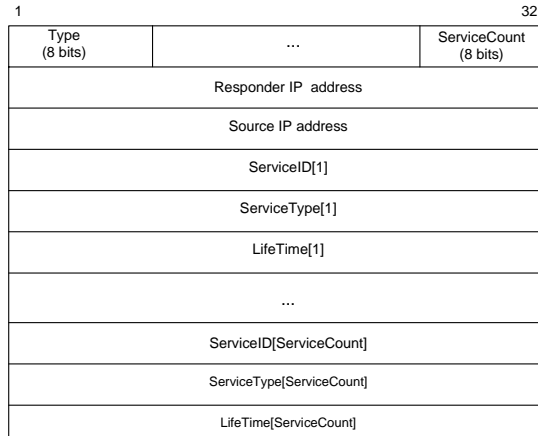 1 32
Type ... ServiceCount
(8 bits) (8 bits)
Responder IP address
Source IP address
ServiceID[1]
ServiceType[1]
LifeTime[1]
...
ServiceID[ServiceCount]
ServiceType[ServiceCount]
LifeTime[ServiceCount]